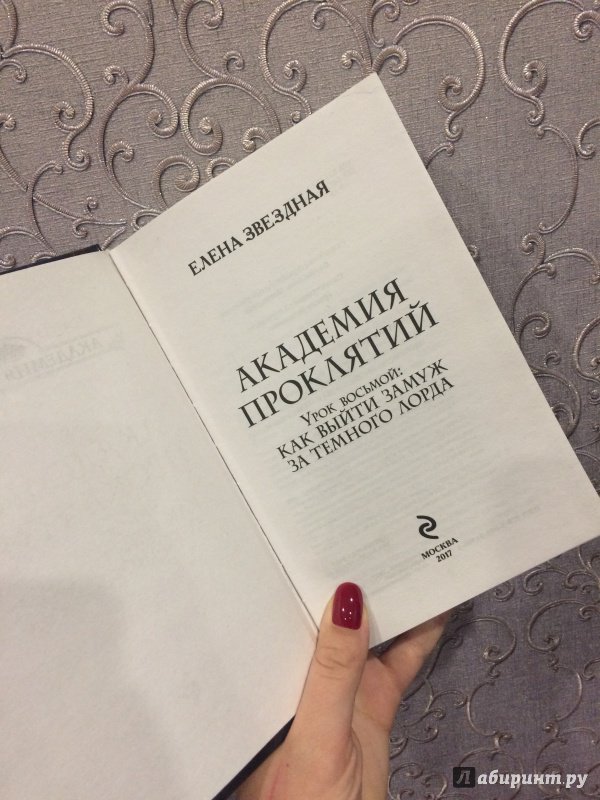 ЕЛЕНА ЗВЕЗДНАЯ
АКАДЕМИЯ
ПРОКЛЯТИЙ
УРОК ВОСЬМОЙ:
КАК ВЫЙТИ ЗАМУЖ
ЗА ТЕМНОГО ЛОРДА
МОСКВА
2017
Лабиринт.ру